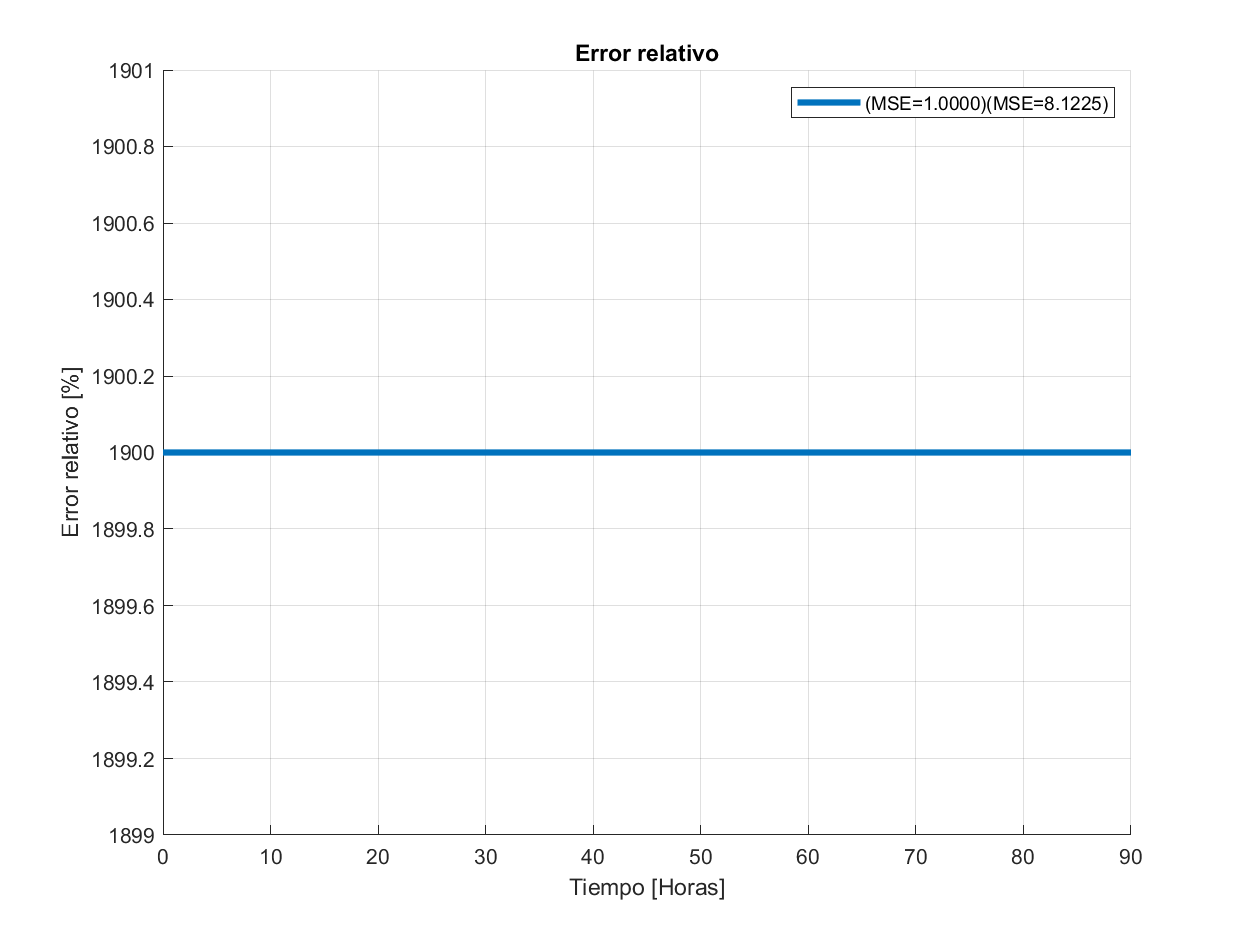 Error relativo
(MSE=1.0000)(MSE=8.1225)
1901
1900.8
1900.6
1900.4
1900.2
1900
1899.8
1899.6
1899.4
1899.2
1899
Error relativo [%]
0 10 20 30 40 50 60 70 80 90
Tiempo [Horas]